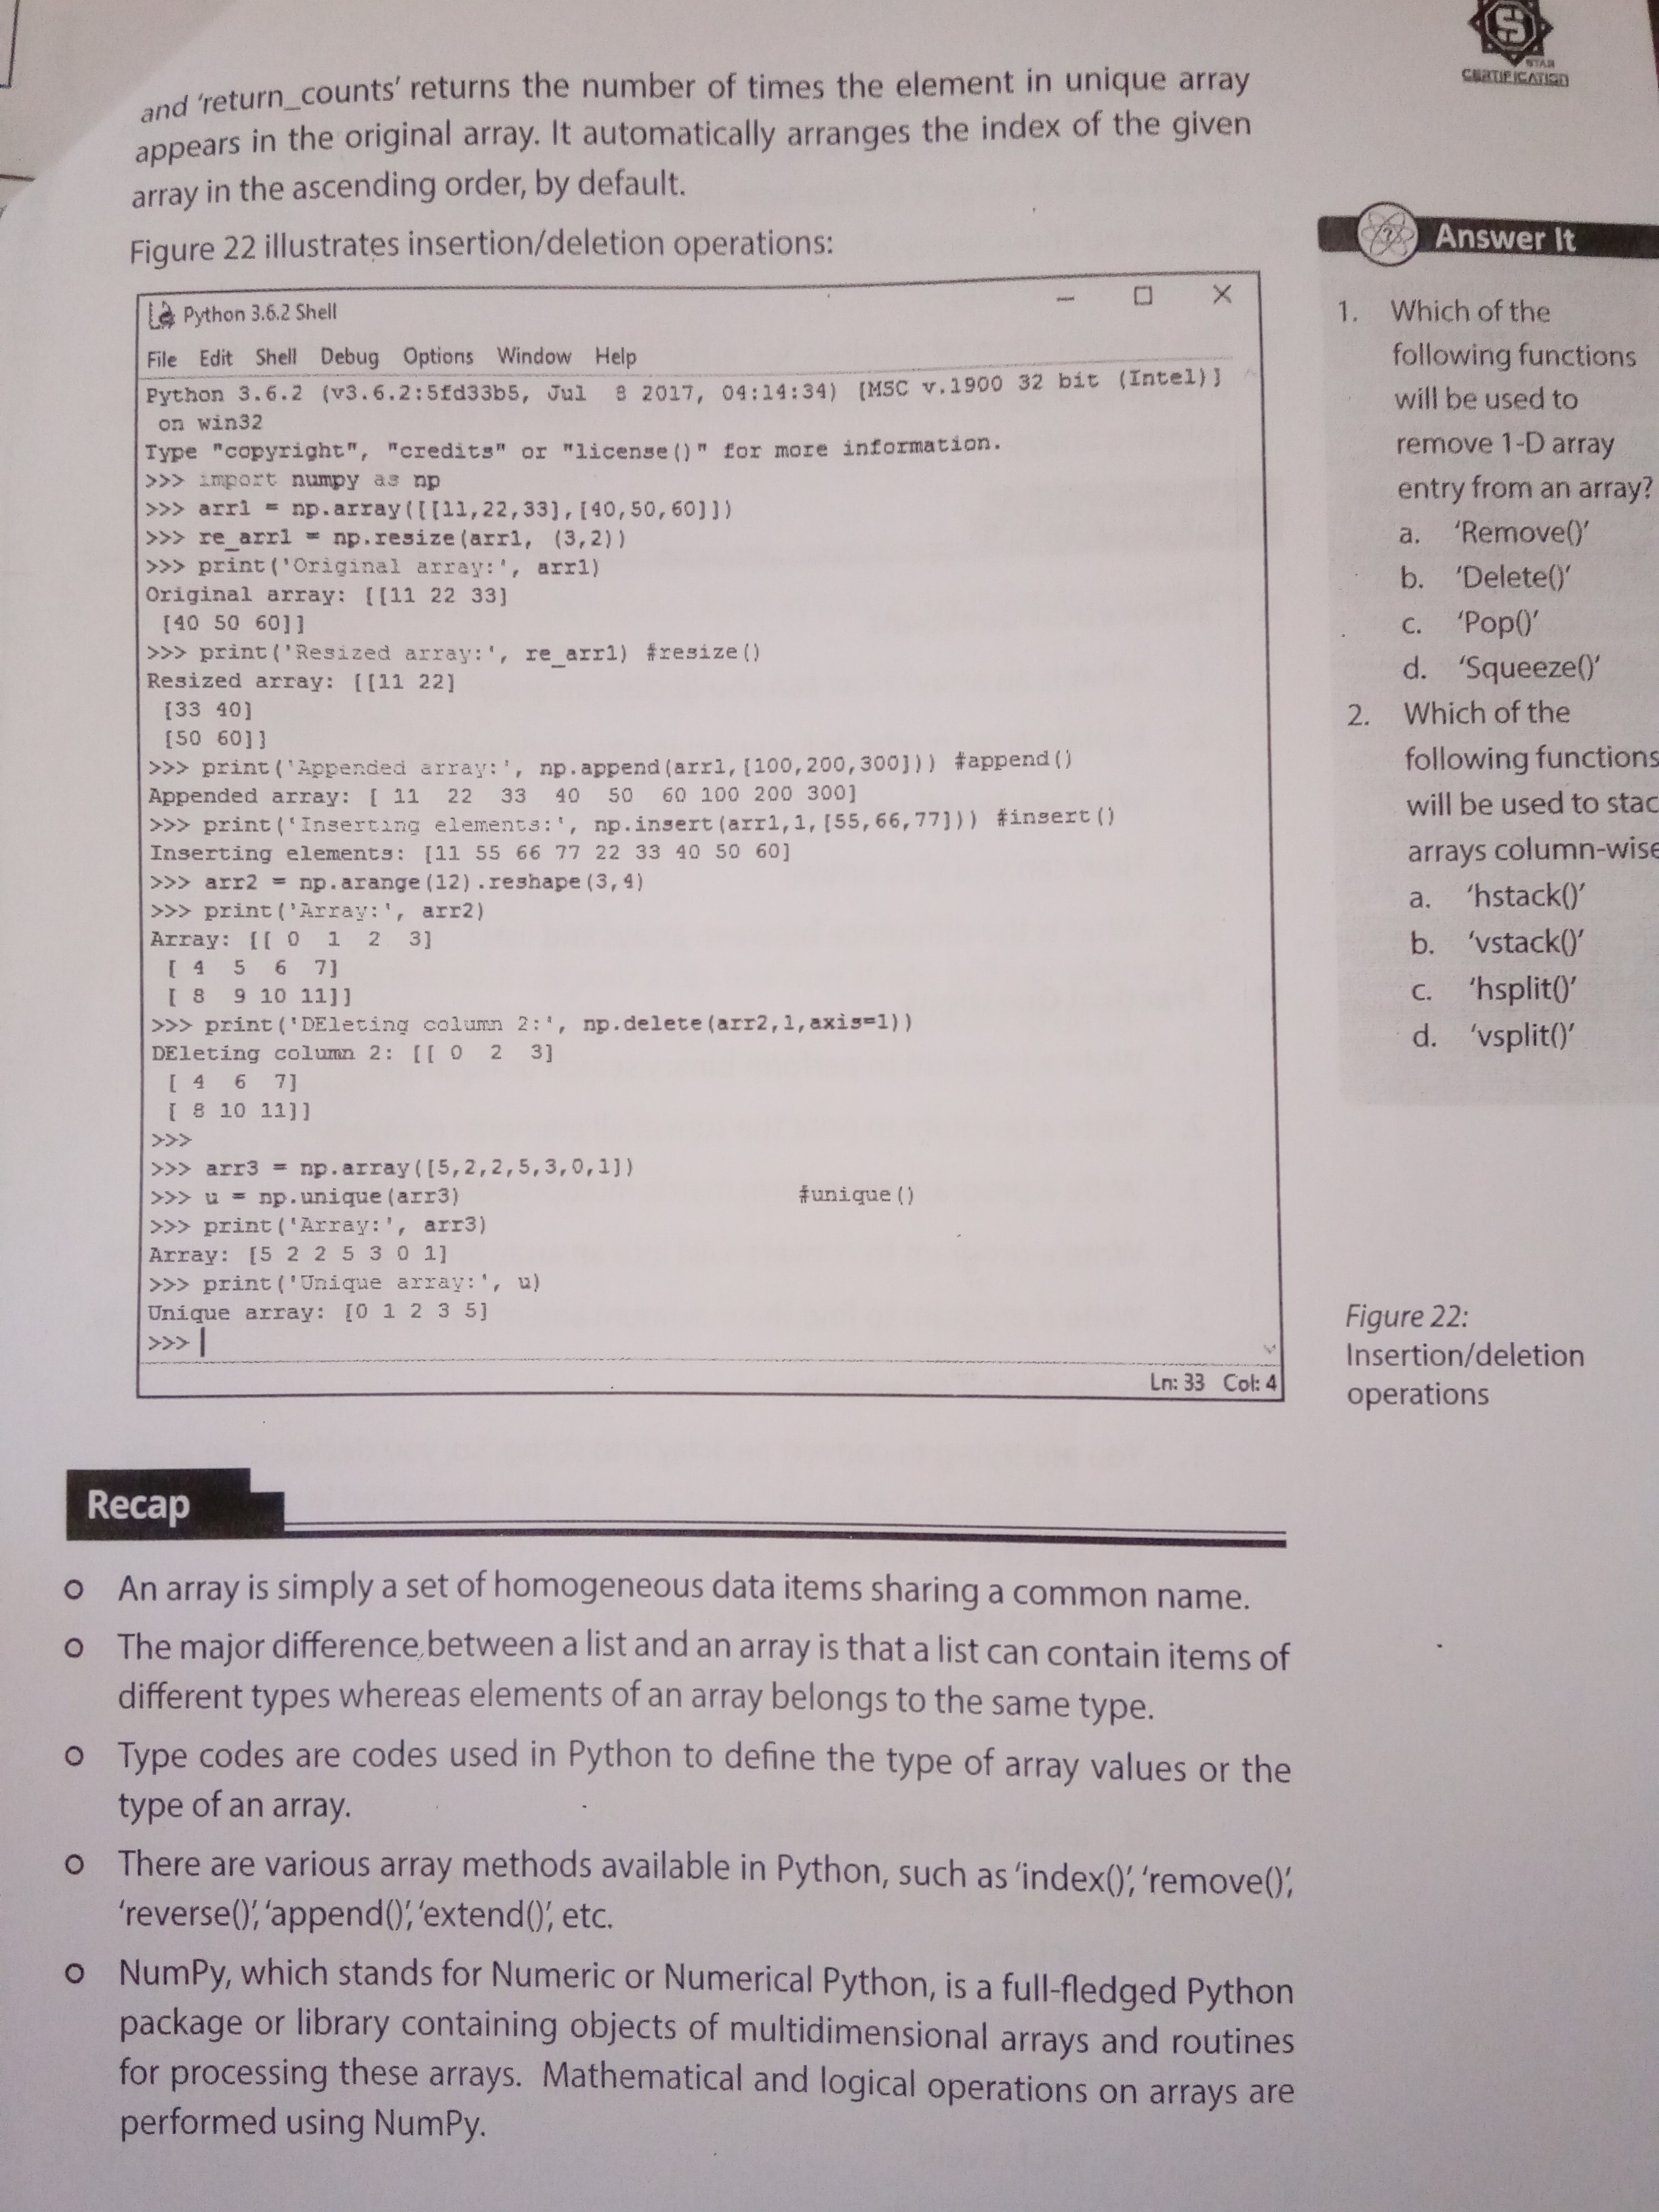 STAR
CERTIFICATION
and ‘return_counts’ returns the number of times the element in unique array
appears in the original array. It automatically arranges the index of the given
array in the ascending order, by default.
Figure 22 illustrates insertion/deletion operations:
Python 3.6.2 Shell
File Edit Shell Debug Options Window Help
Python 3.6.2 (v3.6.2:5fd33b5, Jul  8 2017, 04:14:34) [MSC v.1900 32 bit (Intel)]
 on win32
Type "copyright", "credits" or "license()" for more information.
>>> import numpy as np
>>> arr1 = np.array([[11,22,33],[40,50,60]])
>>> re_arr1 = np.resize(arr1, (3,2))
>>> print('Original array:', arr1)
Original array: [[11 22 33]
 [40 50 60]]
>>> print('Resized array:', re_arr1) #resize()
Resized array: [[11 22]
 [33 40]
 [50 60]]
>>> print('Appended array:', np.append(arr1,[100,200,300])) #append()
Appended array: [ 11  22  33  40  50  60 100 200 300]
>>> print('Inserting elements:', np.insert(arr1,1,[55,66,77])) #insert()
Inserting elements: [11 55 66 77 22 33 40 50 60]
>>> arr2 = np.arange(12).reshape(3,4)
>>> print('Array:', arr2)
Array: [[ 0  1  2  3]
 [ 4  5  6  7]
 [ 8  9 10 11]]
>>> print('DEleting column 2:', np.delete(arr2,1,axis=1))
DEleting column 2: [[ 0  2  3]
 [ 4  6  7]
 [ 8 10 11]]
>>>
>>> arr3 = np.array([5,2,2,5,3,0,1])
>>> u = np.unique(arr3)                          #unique()
>>> print('Array:', arr3)
Array: [5 2 2 5 3 0 1]
>>> print('Unique array:', u)
Unique array: [0 1 2 3 5]
>>>
Ln: 33 Col: 4
Answer It
1. Which of the
following functions
will be used to
remove 1-D array
entry from an array?
a. ‘Remove()’
b. ‘Delete()’
c. ‘Pop()’
d. ‘Squeeze()’
2. Which of the
following functions
will be used to stac
arrays column-wise
a. ‘hstack()’
b. ‘vstack()’
c. ‘hsplit()’
d. ‘vsplit()’
Figure 22:
Insertion/deletion
operations
Recap
o An array is simply a set of homogeneous data items sharing a common name.
o The major difference between a list and an array is that a list can contain items of
different types whereas elements of an array belongs to the same type.
o Type codes are codes used in Python to define the type of array values or the
type of an array.
o There are various array methods available in Python, such as ‘index()’, ‘remove()’,
‘reverse()’, ‘append()’, ‘extend()’, etc.
o NumPy, which stands for Numeric or Numerical Python, is a full-fledged Python
package or library containing objects of multidimensional arrays and routines
for processing these arrays. Mathematical and logical operations on arrays are
performed using NumPy.